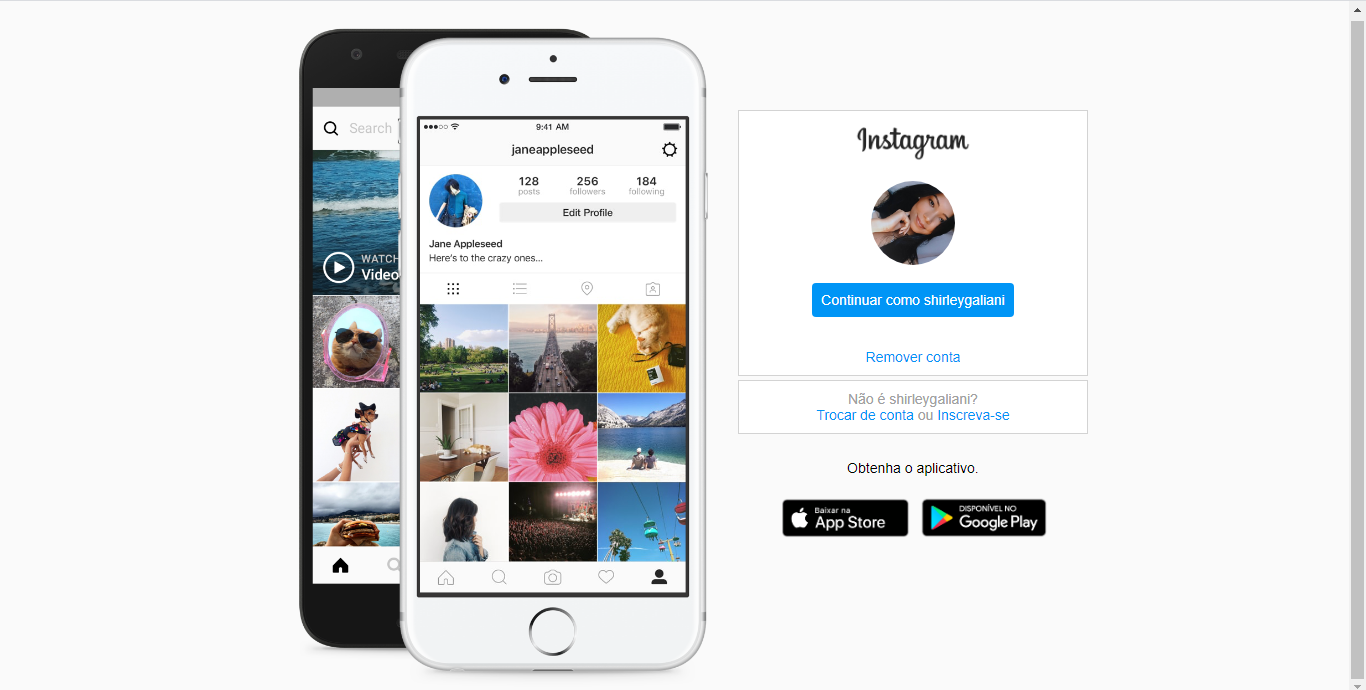 Search
WATCH
Video
9:41 AM
janeappleseed
128
256
184
posts
followers
following
Edit Profile
Jane Appleseed
Here's to the crazy ones...
Instagram
Continuar como shirleygaliani
Remover conta
Não é shirleygaliani?
Trocar de conta ou Inscreva-se
Obtenha o aplicativo.
Baixar na
App Store
DISPONÍVEL NO
Google Play